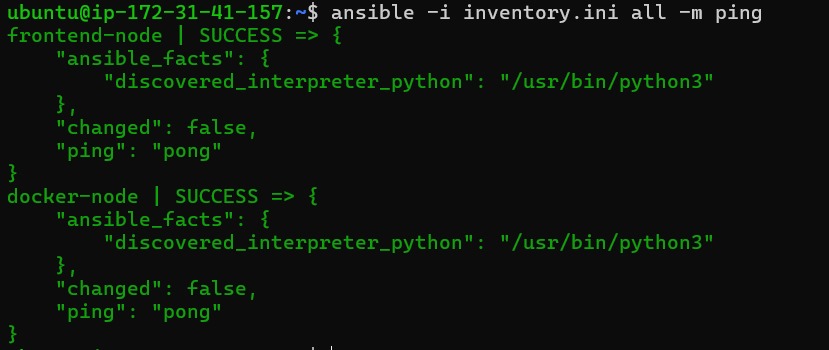 ubuntu@ip-172-31-41-157:~$ ansible -i inventory.ini all -m ping
frontend-node | SUCCESS => {
    "ansible_facts": {
        "discovered_interpreter_python": "/usr/bin/python3"
    },
    "changed": false,
    "ping": "pong"
}
docker-node | SUCCESS => {
    "ansible_facts": {
        "discovered_interpreter_python": "/usr/bin/python3"
    },
    "changed": false,
    "ping": "pong"
}